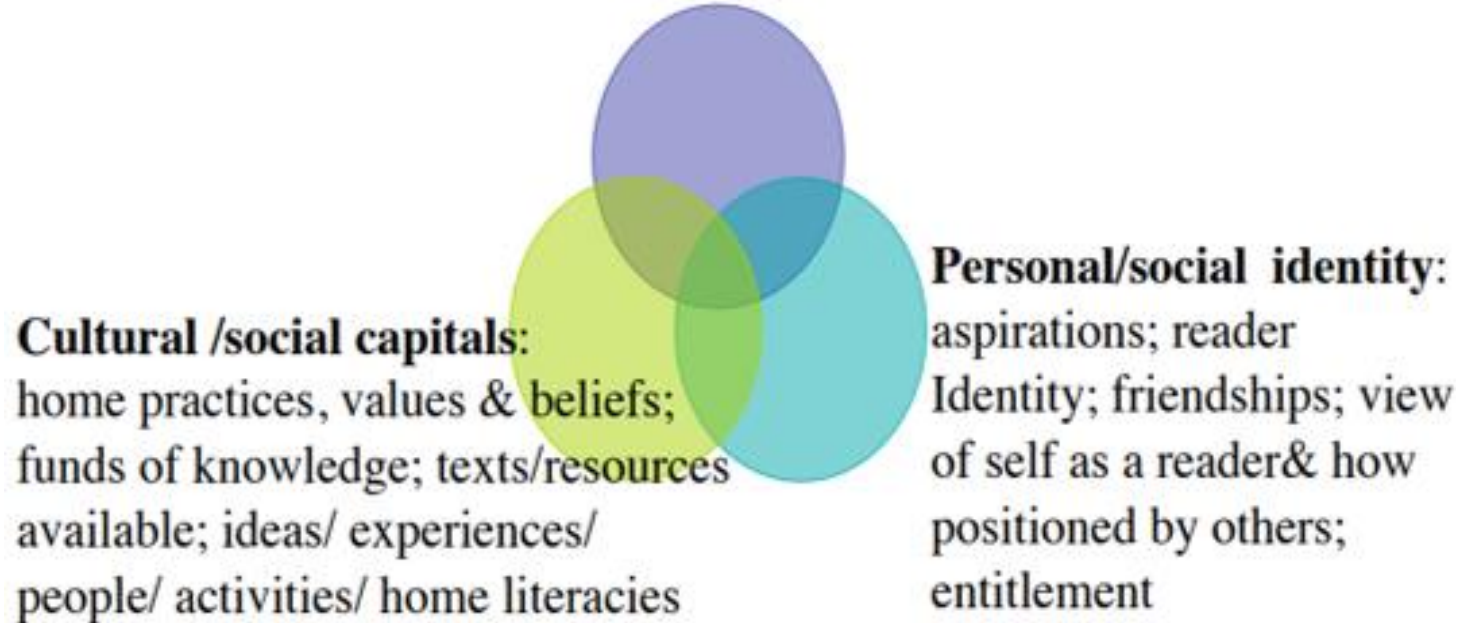 Cultural /social capitals:
home practices, values & beliefs;
funds of knowledge; texts/resources
available; ideas/ experiences/
people/ activities/ home literacies
Personal/social identity:
aspirations; reader
Identity; friendships; view
of self as a reader& how
positioned by others;
entitlement